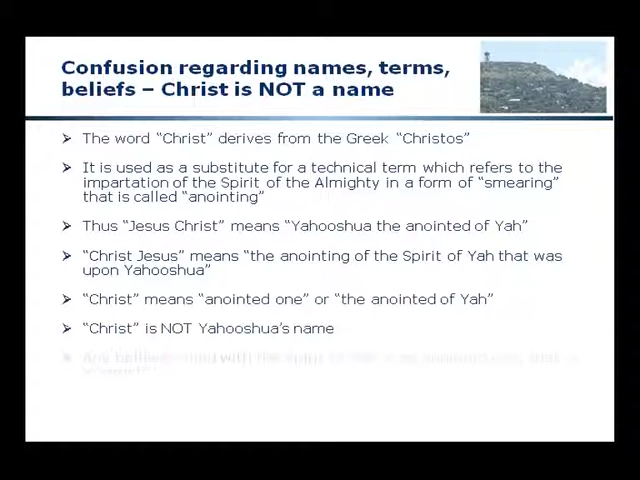 Confusion regarding names, terms,
beliefs – Christ is NOT a name
The word “Christ” derives from the Greek “Christos”
It is used as a substitute for a technical term which refers to the
impartation of the Spirit of the Almighty in a form of “smearing”
that is called “anointing”
Thus “Jesus Christ” means “Yahooshua the anointed of Yah”
“Christ Jesus” means “the anointing of the Spirit of Yah that was
upon Yahooshua”
“Christ” means “anointed one” or “the anointed of Yah”
“Christ” is NOT Yahooshua’s name